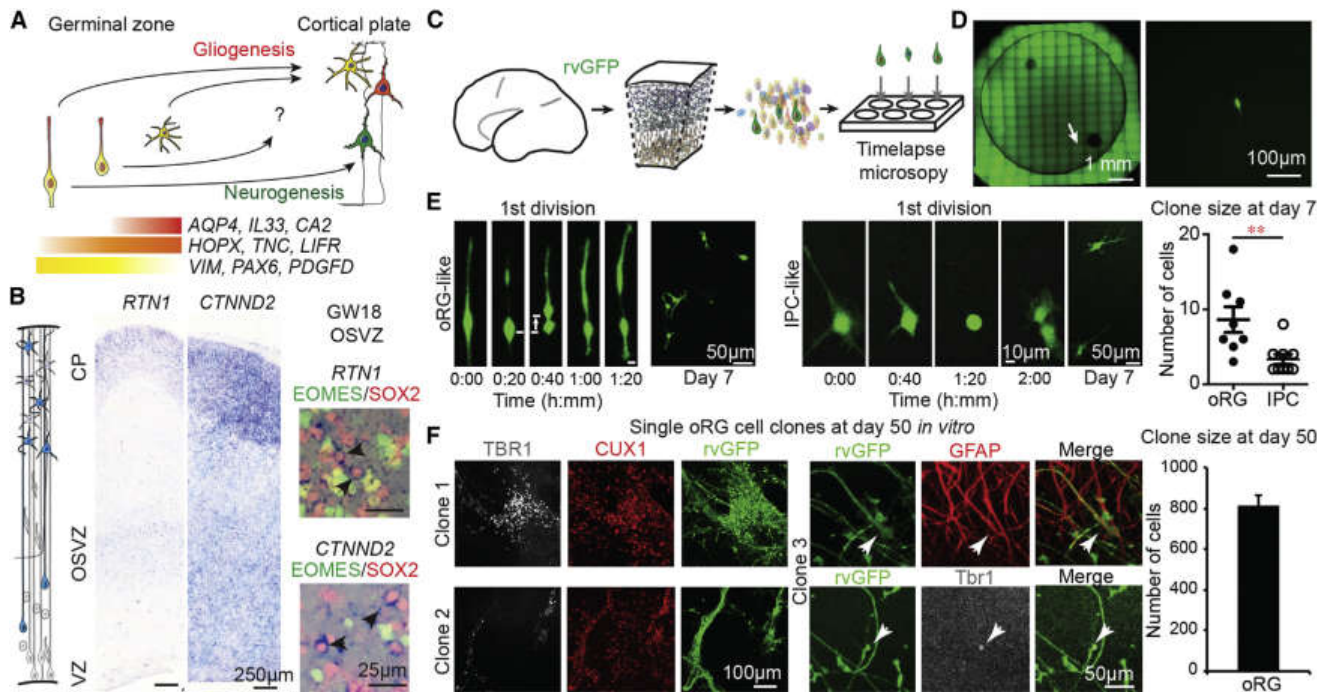 A
Germinal zone
Cortical plate
Gliogenesis
?
Neurogenesis
AQP4, IL33, CA2
HOPX, TNC, LIFR
VIM, PAX6, PDGFD
B
RTN1
CTNND2
CP
OSVZ
VZ
250µm
GW18
OSVZ
RTN1
EOMES/SOX2
CTNND2
EOMES/SOX2
25µm
C
rvGFP
Timelapse
microsopy
D
1 mm
100µm
E
1st division
oRG-like
0:00 0:20 0:40 1:00 1:20
Time (h:mm)
50µm
Day 7
1st division
IPC-like
10µm
0:00 0:40 1:20 2:00
Time (h:mm)
50µm
Day 7
Clone size at day 7
**
Number of cells
20
10
0
oRG IPC
F
Single oRG cell clones at day 50 in vitro
TBR1 CUX1 rvGFP
Clone 1
Clone 2
100µm
Clone 3
rvGFP GFAP Merge
rvGFP Tbr1 Merge
50µm
Clone size at day 50
Number of cells
1000
800
600
400
200
0
oRG